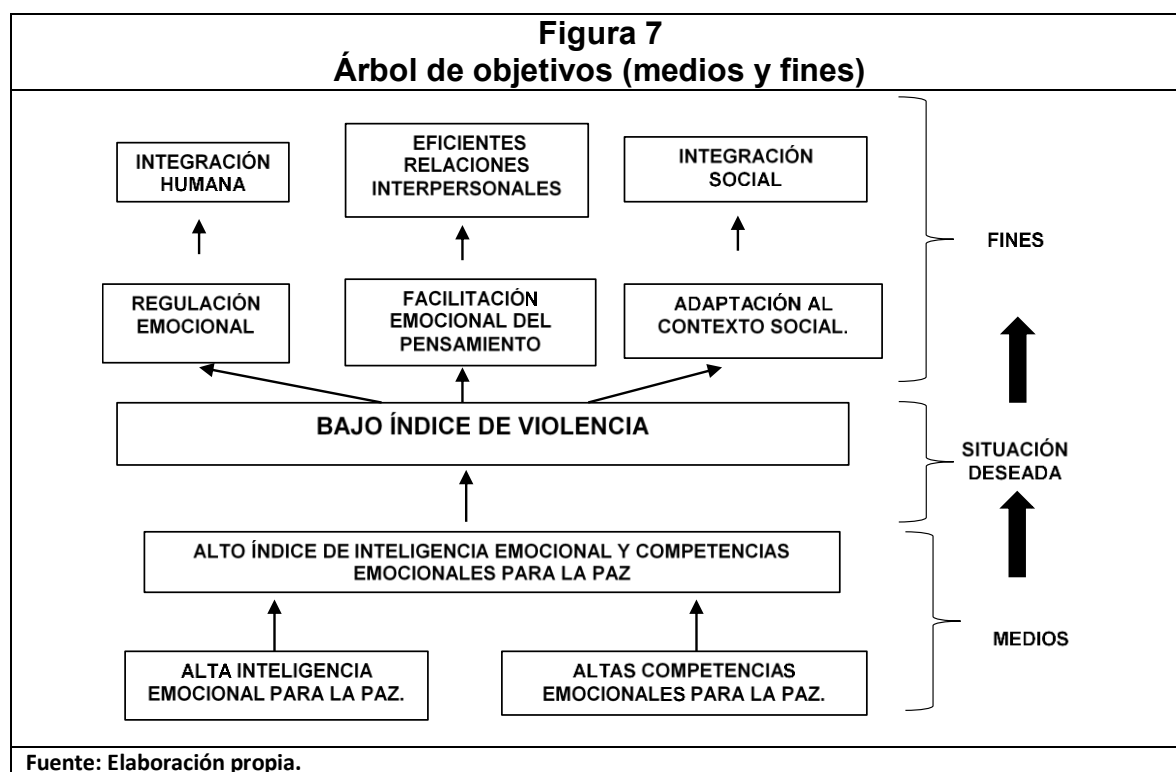 Figura 7
Árbol de objetivos (medios y fines)
INTEGRACIÓN
HUMANA
EFICIENTES
RELACIONES
INTERPERSONALES
INTEGRACIÓN
SOCIAL
FINES
REGULACIÓN
EMOCIONAL
FACILITACIÓN
EMOCIONAL DEL
PENSAMIENTO
ADAPTACIÓN AL
CONTEXTO SOCIAL.
BAJO ÍNDICE DE VIOLENCIA
SITUACIÓN
DESEADA
ALTO ÍNDICE DE INTELIGENCIA EMOCIONAL Y COMPETENCIAS
EMOCIONALES PARA LA PAZ
MEDIOS
ALTA INTELIGENCIA
EMOCIONAL PARA LA PAZ.
ALTAS COMPETENCIAS
EMOCIONALES PARA LA PAZ.
Fuente: Elaboración propia.